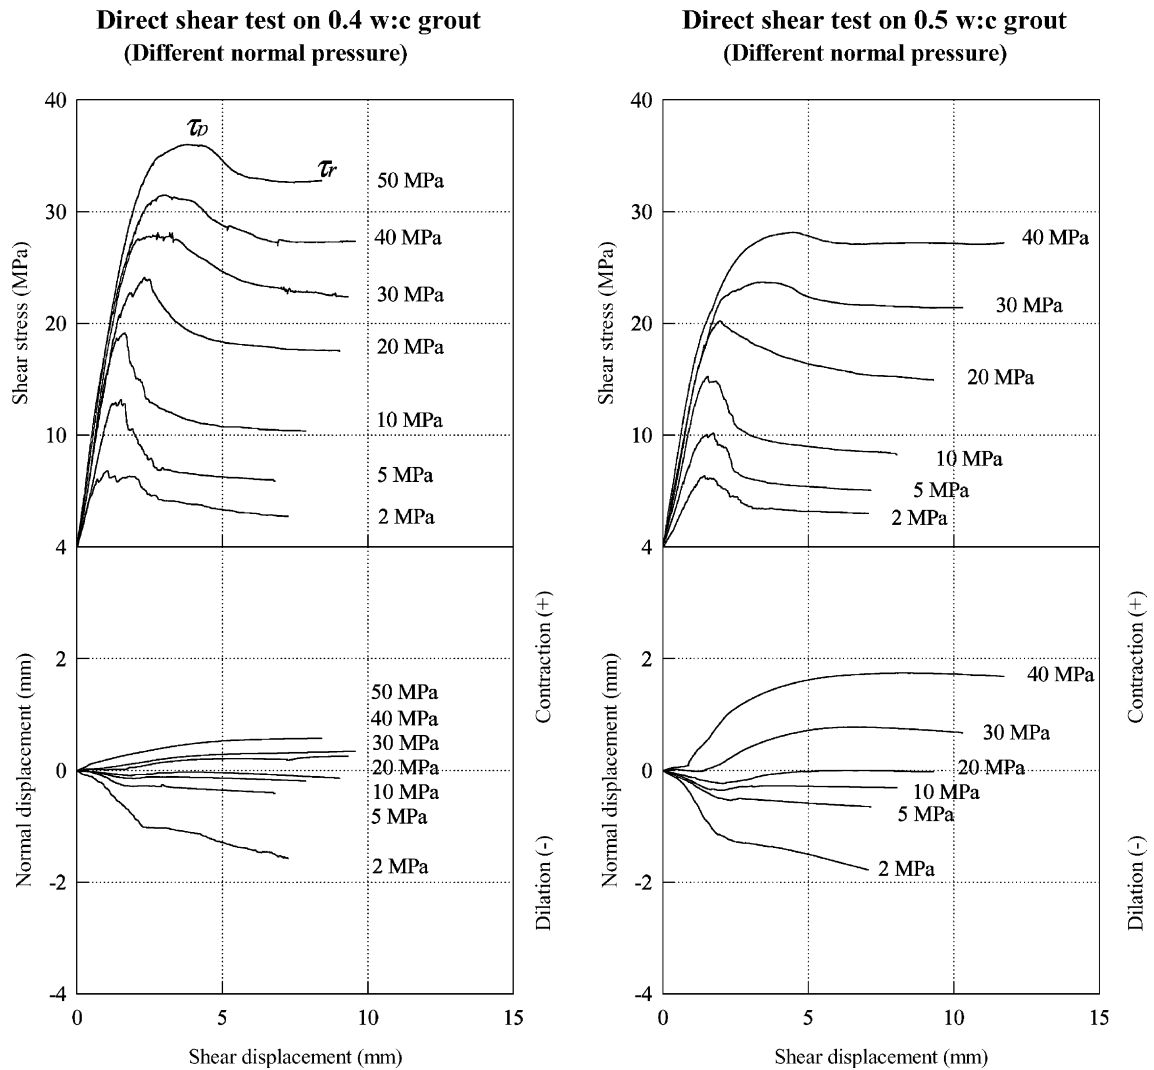 Direct shear test on 0.4 w:c grout
(Different normal pressure)
40
30
20
10
4
Shear stress (MPa)
τp
τr
50 MPa
40 MPa
30 MPa
20 MPa
10 MPa
5 MPa
2 MPa
2
0
-2
-4
Normal displacement (mm)
50 MPa
40 MPa
30 MPa
20 MPa
10 MPa
5 MPa
2 MPa
Contraction (+)
Dilation (-)
0 5 10 15
Shear displacement (mm)
Direct shear test on 0.5 w:c grout
(Different normal pressure)
40
30
20
10
4
Shear stress (MPa)
40 MPa
30 MPa
20 MPa
10 MPa
5 MPa
2 MPa
2
0
-2
-4
Normal displacement (mm)
40 MPa
30 MPa
20 MPa
10 MPa
5 MPa
2 MPa
Contraction (+)
Dilation (-)
0 5 10 15
Shear displacement (mm)